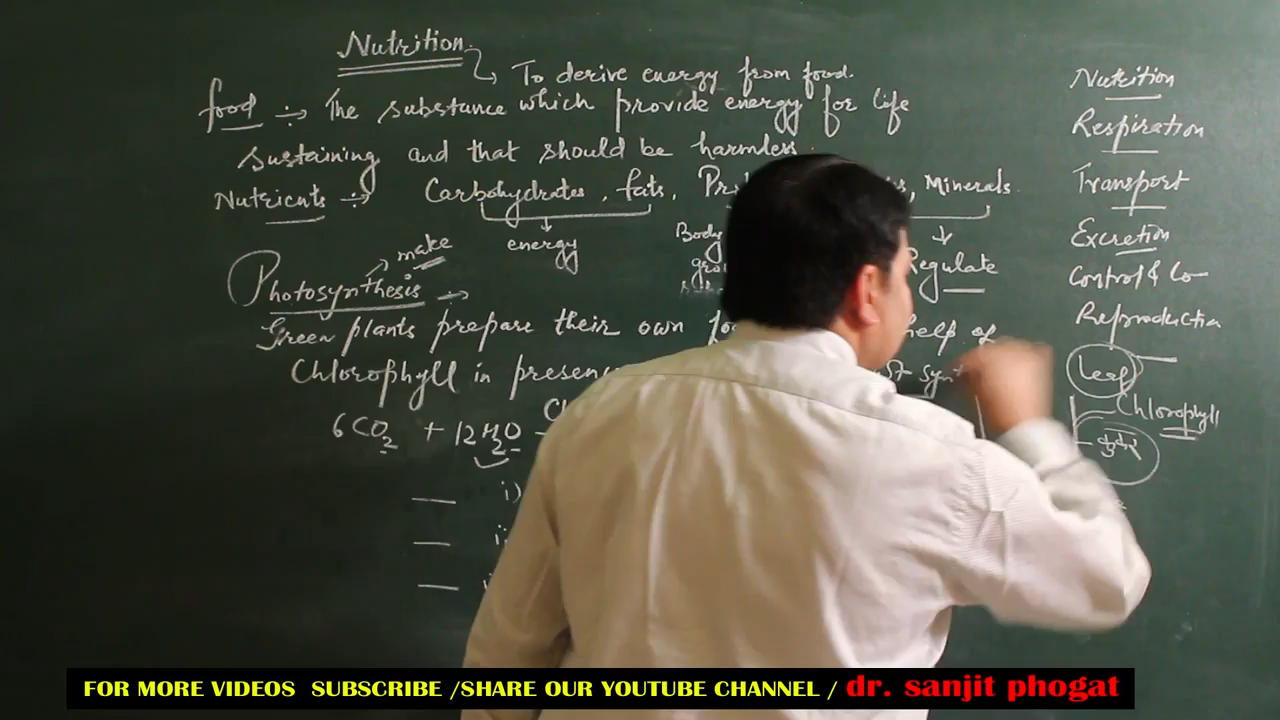 Nutrition
To derive energy from food.
food ÷ The substance which provide energy for life
sustaining and that should be harmless.
Nutrients ÷ Carbohydrates, fats, Minerals
energy
Body
Regulate
make
Photosynthesis
Green plants prepare their own help of
Chlorophyll in
6CO2 + 12H2O
i)
Nutrition
Respiration
Transport
Excretion
Control & Co-
Reproduction
leaf
Chlorophyll
FOR MORE VIDEOS SUBSCRIBE /SHARE OUR YOUTUBE CHANNEL / dr. sanjit phogat